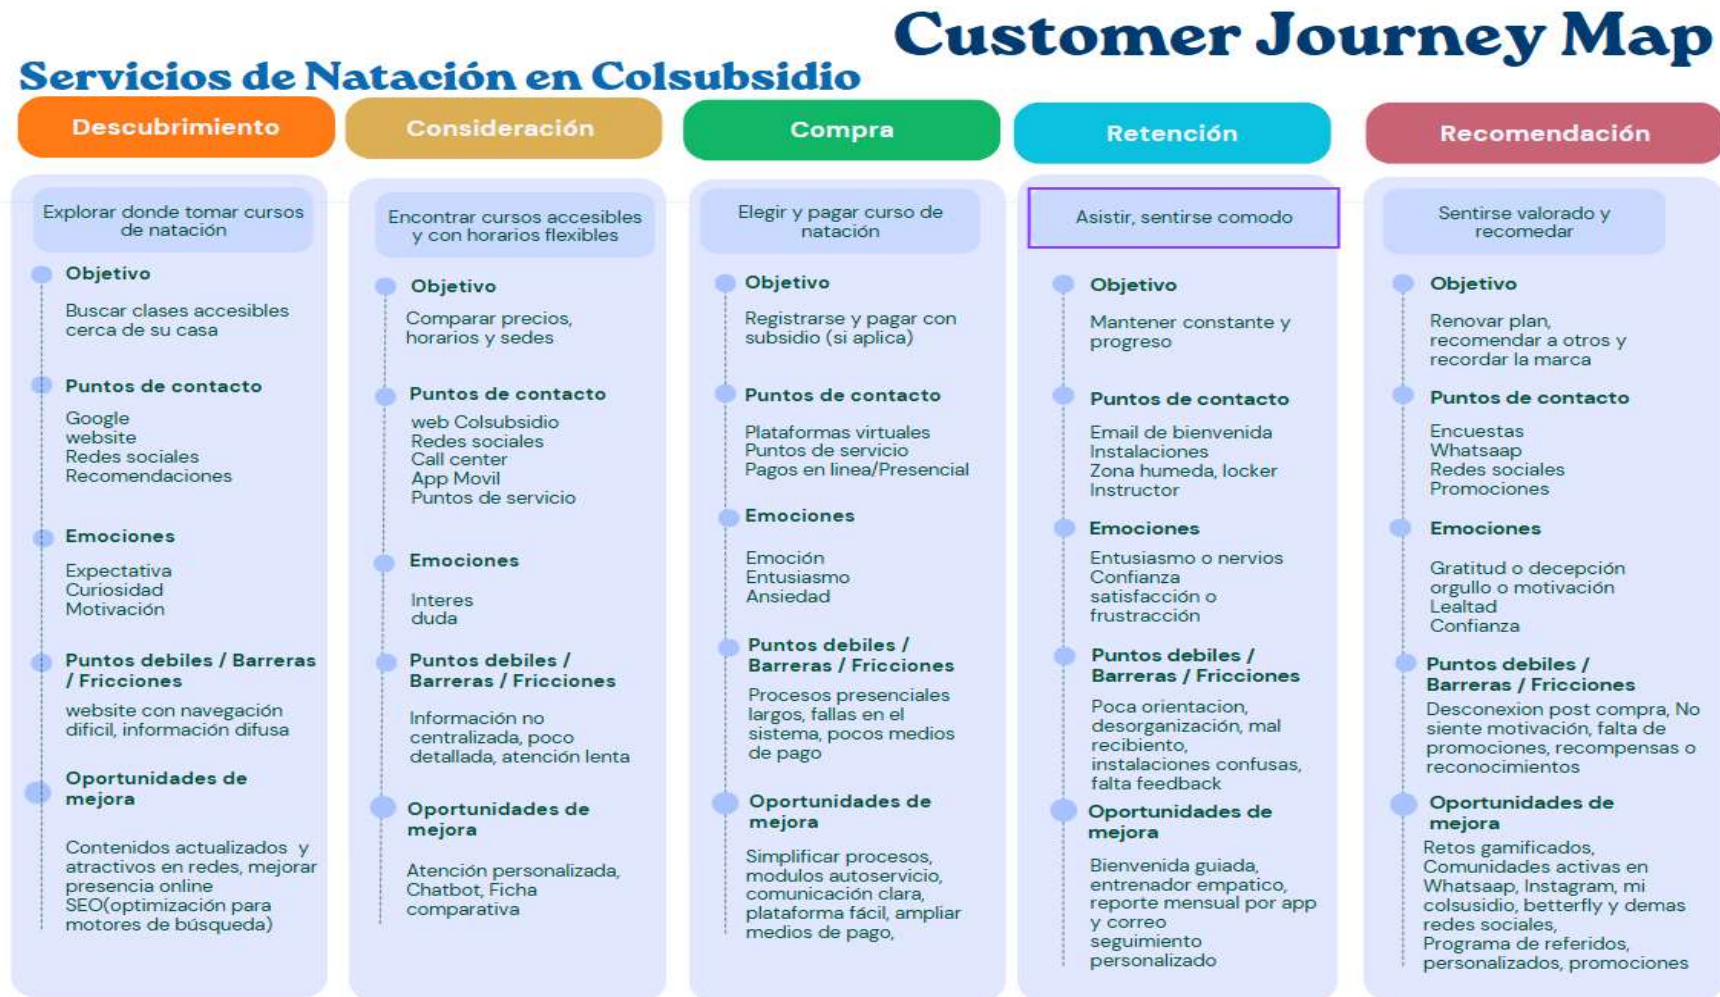 Customer Journey Map
Servicios de Natación en Colsubsidio
Descubrimiento
Explorar donde tomar cursos
de natación
Objetivo
Buscar clases accesibles
cerca de su casa
Puntos de contacto
Google
website
Redes sociales
Recomendaciones
Emociones
Expectativa
Curiosidad
Motivación
Puntos debiles / Barreras
/ Fricciones
website con navegación
dificil, información difusa
Oportunidades de
mejora
Contenidos actualizados y
atractivos en redes, mejorar
presencia online
SEO(optimización para
motores de búsqueda)
Consideración
Encontrar cursos accesibles
y con horarios flexibles
Objetivo
Comparar precios,
horarios y sedes
Puntos de contacto
web Colsubsidio
Redes sociales
Call center
App Movil
Puntos de servicio
Emociones
Interes
duda
Puntos debiles /
Barreras / Fricciones
Información no
centralizada, poco
detallada, atención lenta
Oportunidades de
mejora
Atención personalizada,
Chatbot, Ficha
comparativa
Compra
Elegir y pagar curso de
natación
Objetivo
Registrarse y pagar con
subsidio (si aplica)
Puntos de contacto
Plataformas virtuales
Puntos de servicio
Pagos en linea/Presencial
Emociones
Emoción
Entusiasmo
Ansiedad
Puntos debiles /
Barreras / Fricciones
Procesos presenciales
largos, fallas en el
sistema, pocos medios
de pago
Oportunidades de
mejora
Simplificar procesos,
modulos autoservicio,
comunicación clara,
plataforma fácil, ampliar
medios de pago,
Retención
Asistir, sentirse comodo
Objetivo
Mantener constante y
progreso
Puntos de contacto
Email de bienvenida
Instalaciones
Zona humeda, locker
Instructor
Emociones
Entusiasmo o nervios
Confianza
satisfacción o
frustracción
Puntos debiles /
Barreras / Fricciones
Poca orientacion,
desorganización, mal
recibiento,
instalaciones confusas,
falta feedback
Oportunidades de
mejora
Bienvenida guiada,
entrenador empatico,
reporte mensual por app
y correo
seguimiento
personalizado
Recomendación
Sentirse valorado y
recomedar
Objetivo
Renovar plan,
recomendar a otros y
recordar la marca
Puntos de contacto
Encuestas
Whatsaap
Redes sociales
Promociones
Emociones
Gratitud o decepción
orgullo o motivación
Lealtad
Confianza
Puntos debiles /
Barreras / Fricciones
Desconexion post compra, No
siente motivación, falta de
promociones, recompensas o
reconocimientos
Oportunidades de
mejora
Retos gamificados,
Comunidades activas en
Whatsaap, Instagram, mi
colsusidio, betterfly y demas
redes sociales,
Programa de referidos,
personalizados, promociones